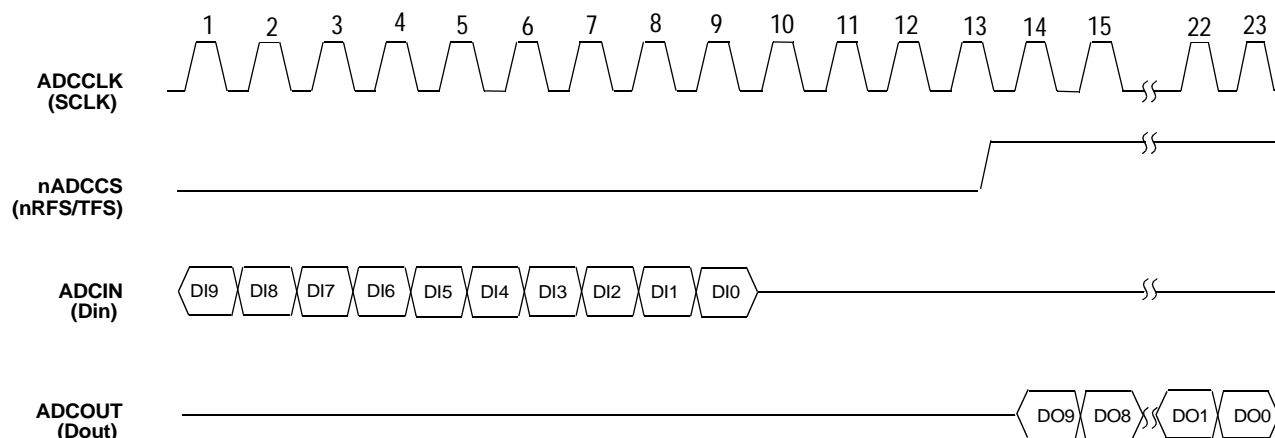 1 2 3 4 5 6 7 8 9 10 11 12 13 14 15 22 23
ADCCLK
(SCLK)
nADCCS
(nRFS/TFS)
ADCIN
(Din)
DI9 DI8 DI7 DI6 DI5 DI4 DI3 DI2 DI1 DI0
ADCOUT
(Dout)
DO9 DO8 DO1 DO0